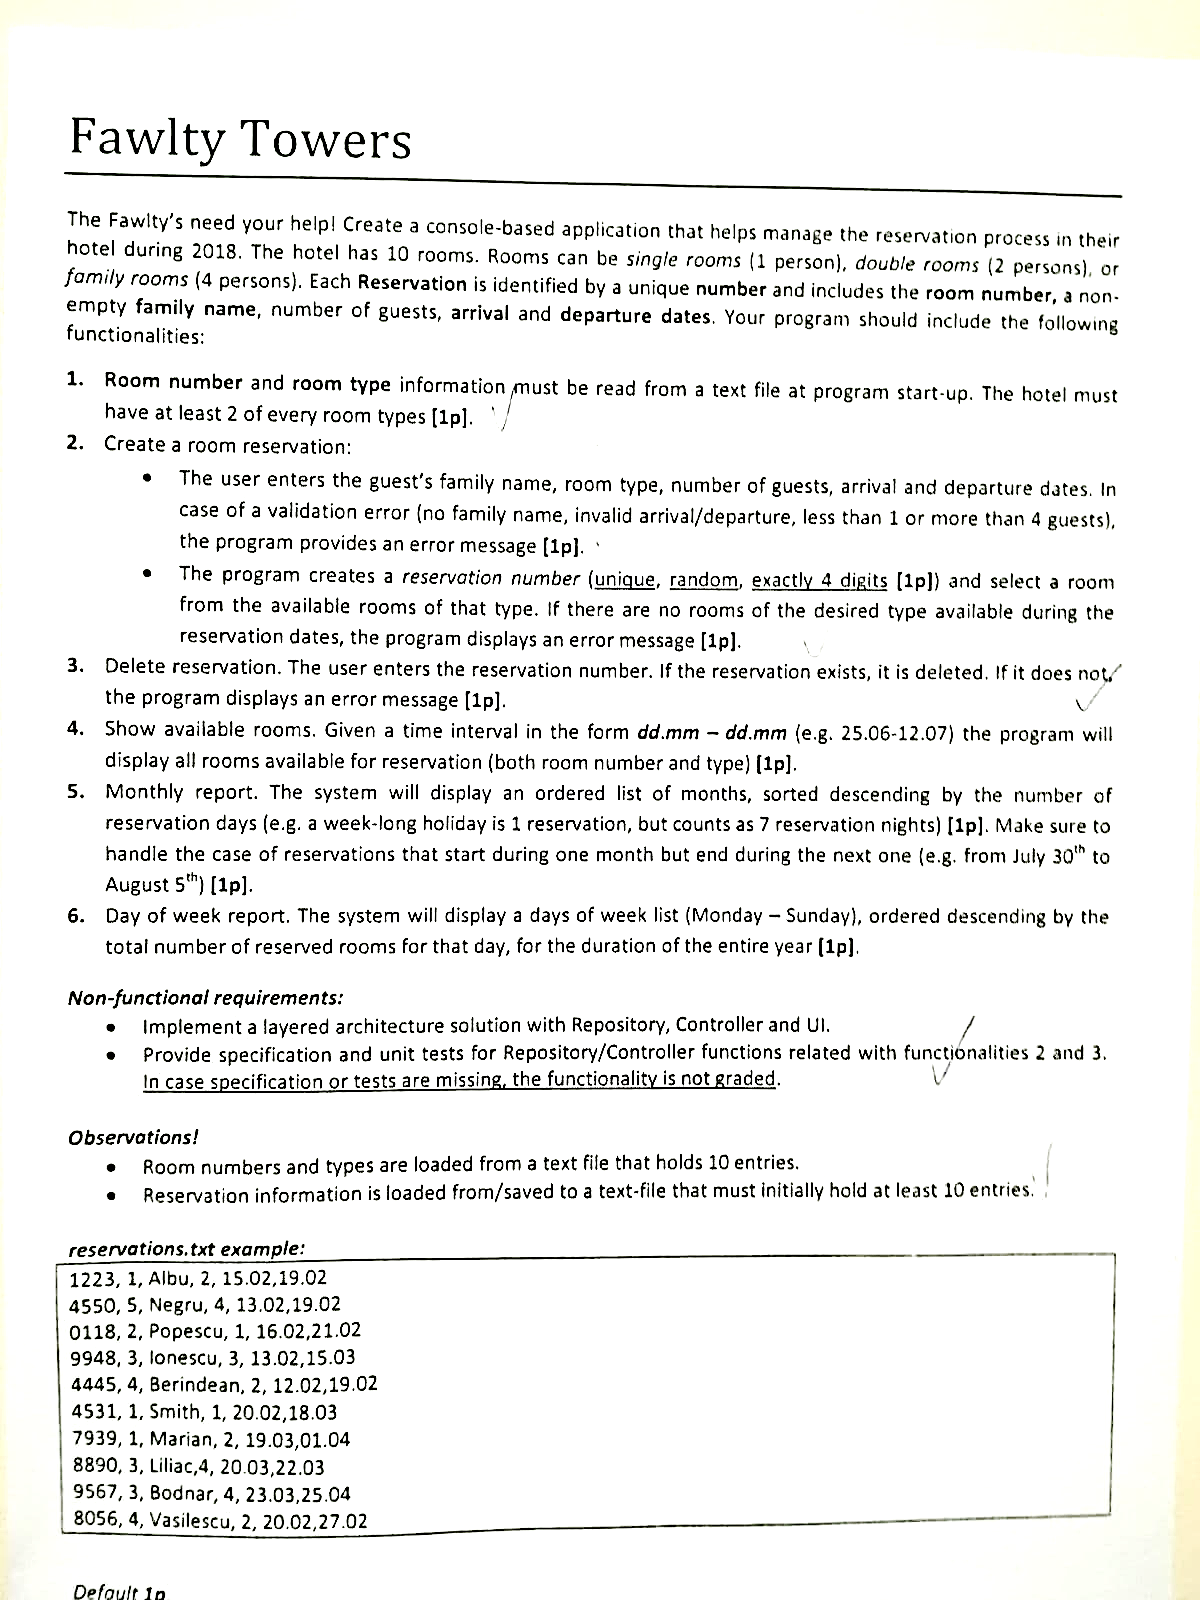 Fawlty Towers
The Fawlty's need your help! Create a console-based application that helps manage the reservation process in their
hotel during 2018. The hotel has 10 rooms. Rooms can be single rooms (1 person), double rooms (2 persons), or
family rooms (4 persons). Each Reservation is identified by a unique number and includes the room number, a non-
empty family name, number of guests, arrival and departure dates. Your program should include the following
functionalities:
1. Room number and room type information must be read from a text file at program start-up. The hotel must
have at least 2 of every room types [1p].
2. Create a room reservation:
• The user enters the guest's family name, room type, number of guests, arrival and departure dates. In
case of a validation error (no family name, invalid arrival/departure, less than 1 or more than 4 guests),
the program provides an error message [1p].
• The program creates a reservation number (unique, random, exactly 4 digits [1p]) and select a room
from the available rooms of that type. If there are no rooms of the desired type available during the
reservation dates, the program displays an error message [1p].
3. Delete reservation. The user enters the reservation number. If the reservation exists, it is deleted. If it does not,
the program displays an error message [1p].
4. Show available rooms. Given a time interval in the form dd.mm – dd.mm (e.g. 25.06-12.07) the program will
display all rooms available for reservation (both room number and type) [1p].
5. Monthly report. The system will display an ordered list of months, sorted descending by the number of
reservation days (e.g. a week-long holiday is 1 reservation, but counts as 7 reservation nights) [1p]. Make sure to
handle the case of reservations that start during one month but end during the next one (e.g. from July 30th to
August 5th) [1p].
6. Day of week report. The system will display a days of week list (Monday – Sunday), ordered descending by the
total number of reserved rooms for that day, for the duration of the entire year [1p].
Non-functional requirements:
• Implement a layered architecture solution with Repository, Controller and UI.
• Provide specification and unit tests for Repository/Controller functions related with functionalities 2 and 3.
In case specification or tests are missing, the functionality is not graded.
Observations!
• Room numbers and types are loaded from a text file that holds 10 entries.
• Reservation information is loaded from/saved to a text-file that must initially hold at least 10 entries.
reservations.txt example:
1223, 1, Albu, 2, 15.02,19.02
4550, 5, Negru, 4, 13.02,19.02
0118, 2, Popescu, 1, 16.02,21.02
9948, 3, Ionescu, 3, 13.02,15.03
4445, 4, Berindean, 2, 12.02,19.02
4531, 1, Smith, 1, 20.02,18.03
7939, 1, Marian, 2, 19.03,01.04
8890, 3, Liliac,4, 20.03,22.03
9567, 3, Bodnar, 4, 23.03,25.04
8056, 4, Vasilescu, 2, 20.02,27.02
Default 1p